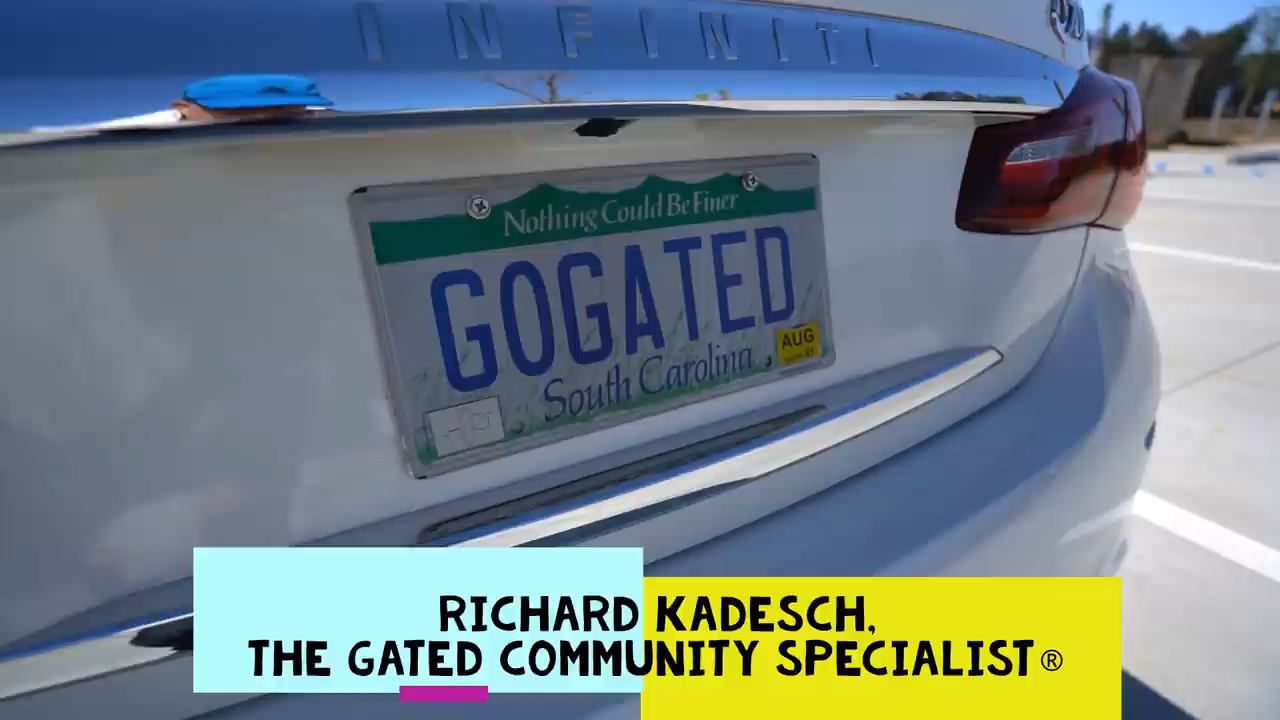 INFINITI
Nothing Could Be Finer
GOGATED
AUG
South Carolina
RICHARD KADESCH,
THE GATED COMMUNITY SPECIALIST®